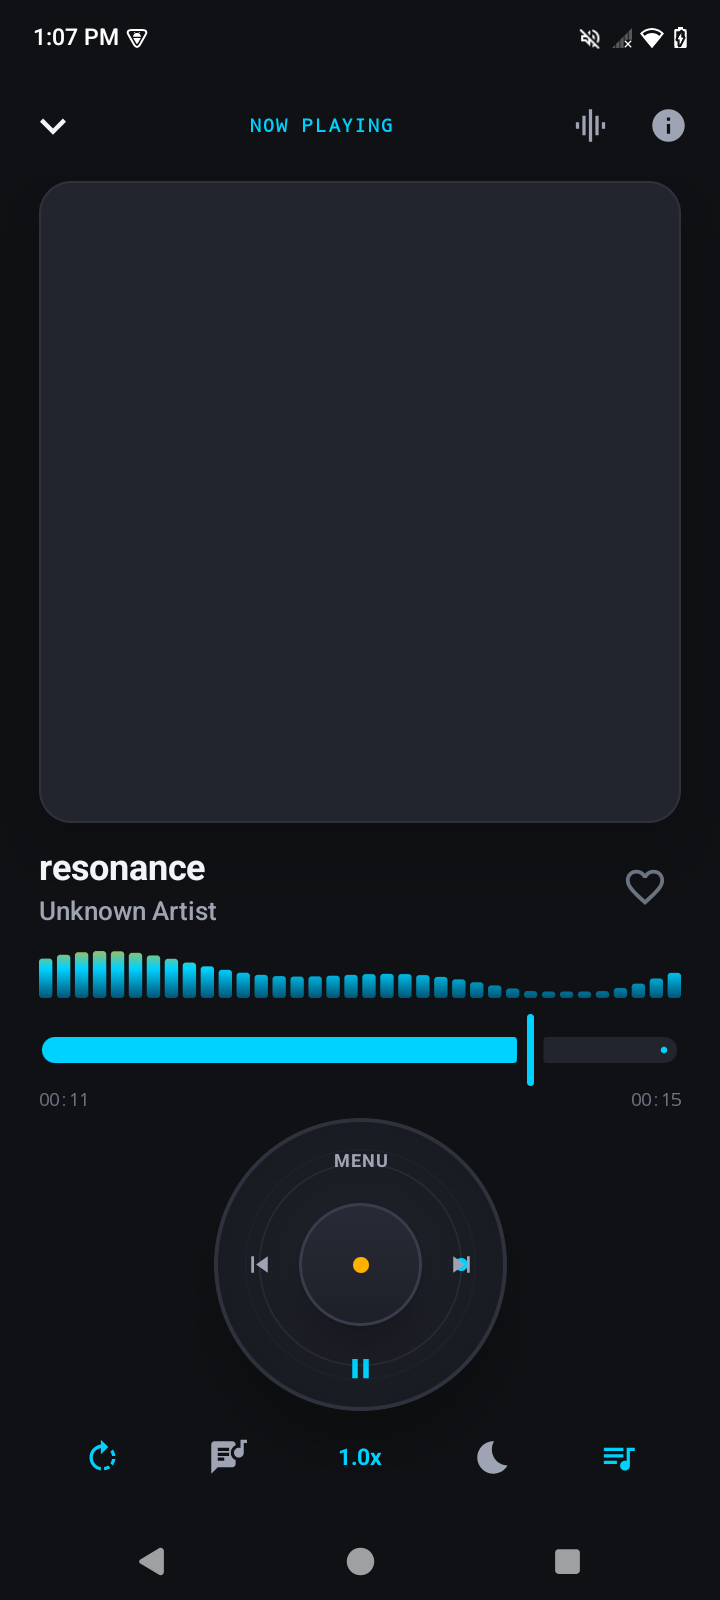 1:07 PM
NOW PLAYING
resonance
Unknown Artist
00:11
00:15
MENU
1.0x